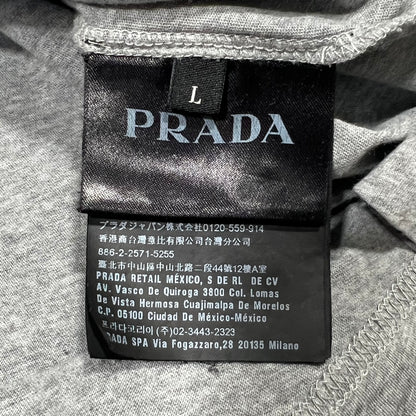 L
PRADA
プラダジャパン株式会社0120-559-914
香港商台灣普拉達有限公司台灣分公司
886-2-2571-5255
臺北市中山區中山北路二段44號12樓A室
PRADA RETAIL MÉXICO, S DE RL DE CV
AV. Vasco De Quiroga 3800 Col. Lomas
De Vista Hermosa Cuajimalpa De Morelos
C.P. 05100 Ciudad De México-México
프라다코리아 (주)02-3443-2323
PRADA SPA Via Fogazzaro,28 20135 Milano